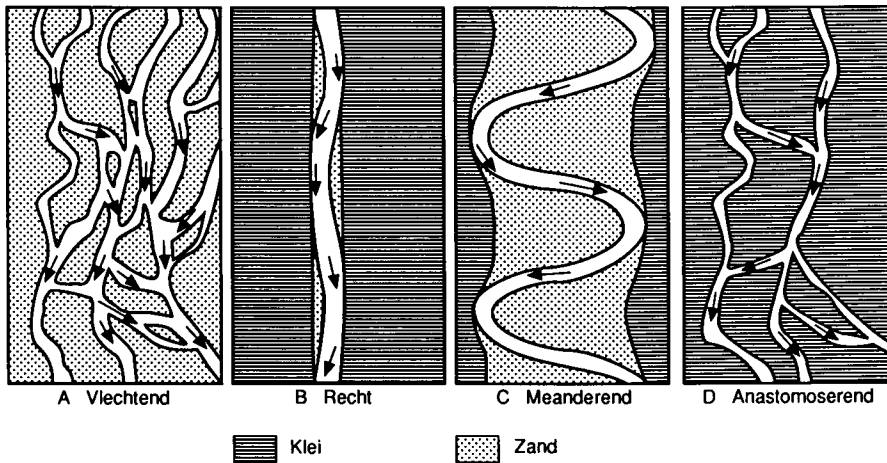 A Vlechtend
B Recht
C Meanderend
D Anastomoserend
Klei
Zand